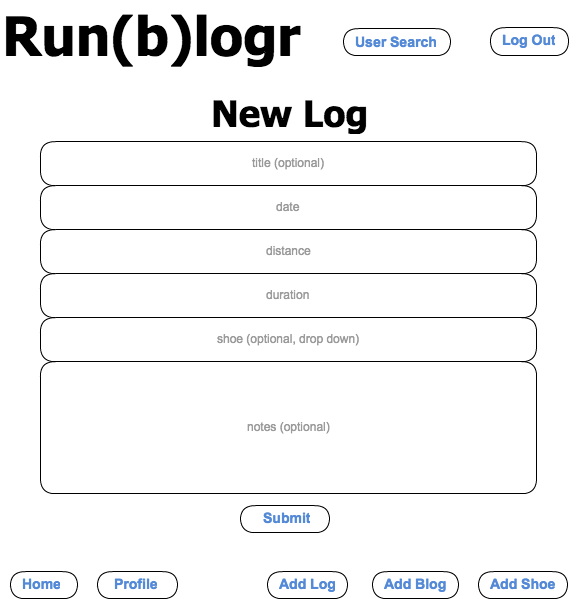 Run(b)logr
User Search
Log Out
New Log
title (optional)
date
distance
duration
shoe (optional, drop down)
notes (optional)
Submit
Home
Profile
Add Log
Add Blog
Add Shoe